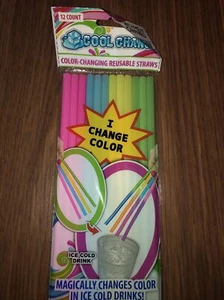 12 COUNT
COOL CHANG
COLOR-CHANGING REUSABLE STRAWS
I
CHANGE
COLOR
ICE COLD
DRINK!
MAGICALLY CHANGES COLOR
IN ICE COLD DRINKS!